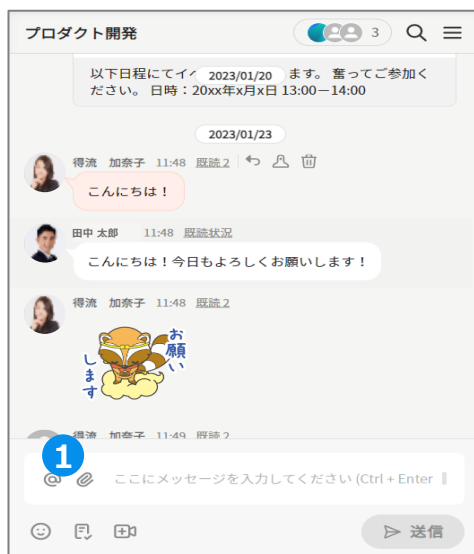 プロダクト開発
3
以下日程にてイベ 2023/01/20 ます。 奮ってご参加く
ださい。 日時：20xx年x月x日 13:00－14:00
2023/01/23
得流 加奈子 11:48 既読2
こんにちは！
田中 太郎 11:48 既読状況
こんにちは！今日もよろしくお願いします！
得流 加奈子 11:48 既読2
お願い
します
得流 加奈子 11:49 既読2
1
@ ここにメッセージを入力してください (Ctrl + Enter
送信